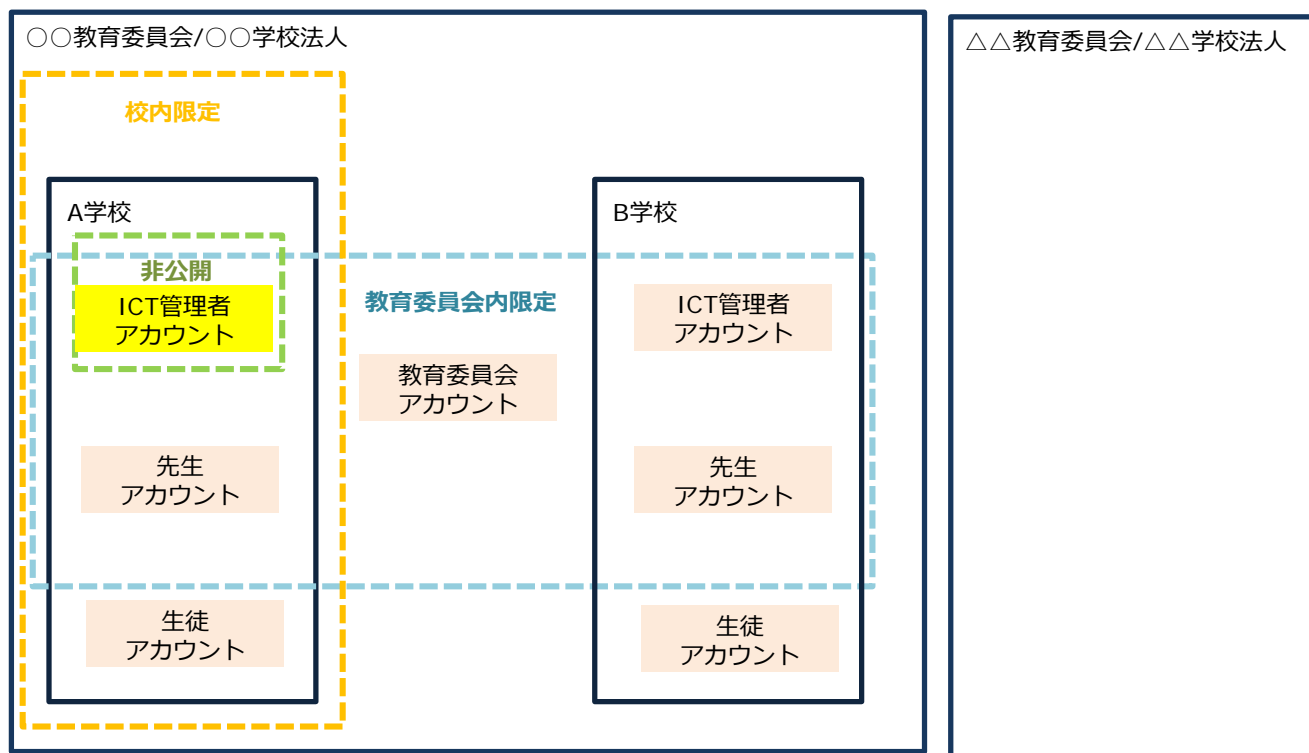 ○○教育委員会/○○学校法人
△△教育委員会/△△学校法人
校内限定
A学校
B学校
非公開
ICT管理者
アカウント
教育委員会内限定
ICT管理者
アカウント
教育委員会
アカウント
先生
アカウント
先生
アカウント
生徒
アカウント
生徒
アカウント